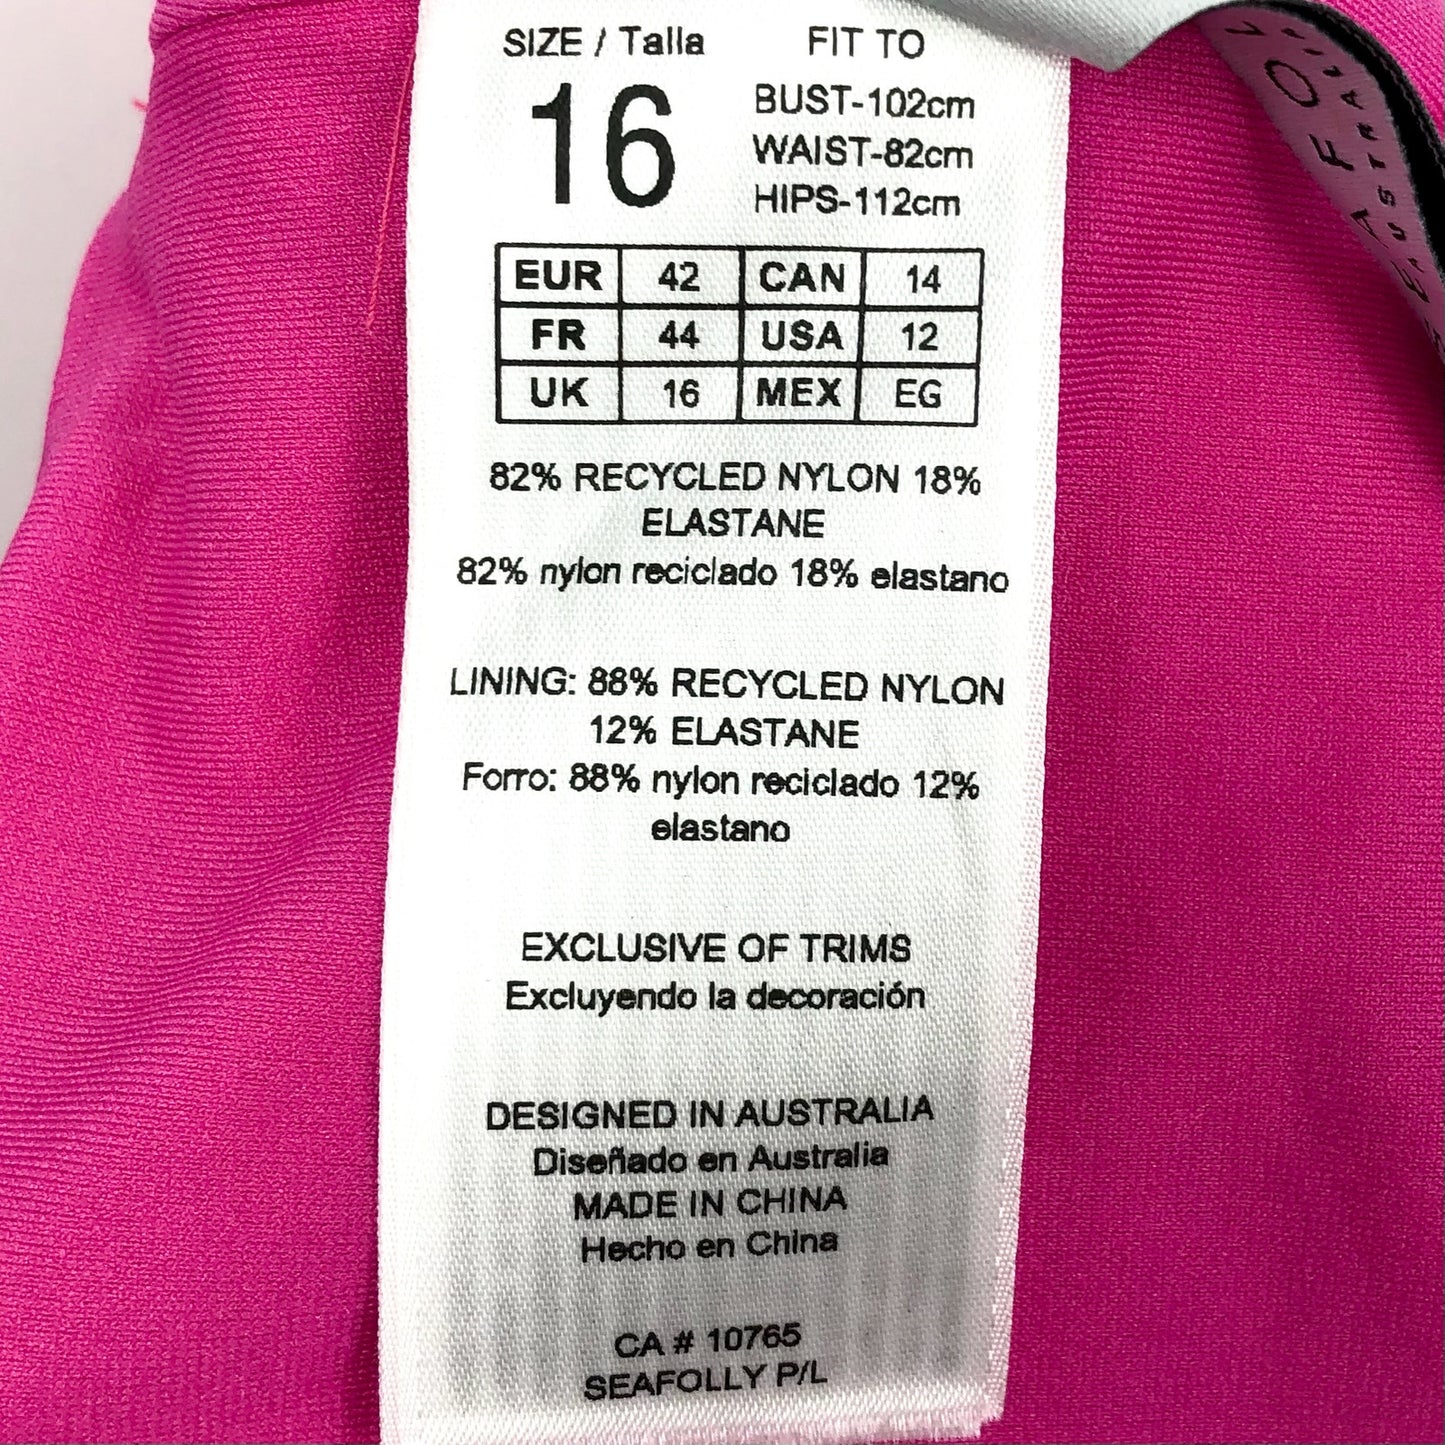 SIZE / Talla FIT TO
16
BUST-102cm
WAIST-82cm
HIPS-112cm
EUR 42 CAN 14
FR 44 USA 12
UK 16 MEX EG
82% RECYCLED NYLON 18%
ELASTANE
82% nylon reciclado 18% elastano
LINING: 88% RECYCLED NYLON
12% ELASTANE
Forro: 88% nylon reciclado 12%
elastano
EXCLUSIVE OF TRIMS
Excluyendo la decoración
DESIGNED IN AUSTRALIA
Diseñado en Australia
MADE IN CHINA
Hecho en China
CA # 10765
SEAFOLLY P/L